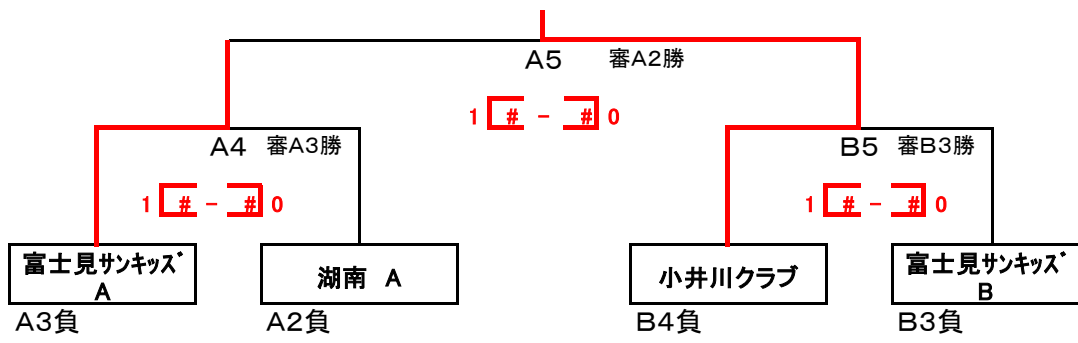 A5 審A2勝
1 # - # 0
A4 審A3勝
B5 審B3勝
1 # - # 0
1 # - # 0
富士見サンキッズ
A
湖南 A
小井川クラブ
富士見サンキッズ
B
A3負
A2負
B4負
B3負